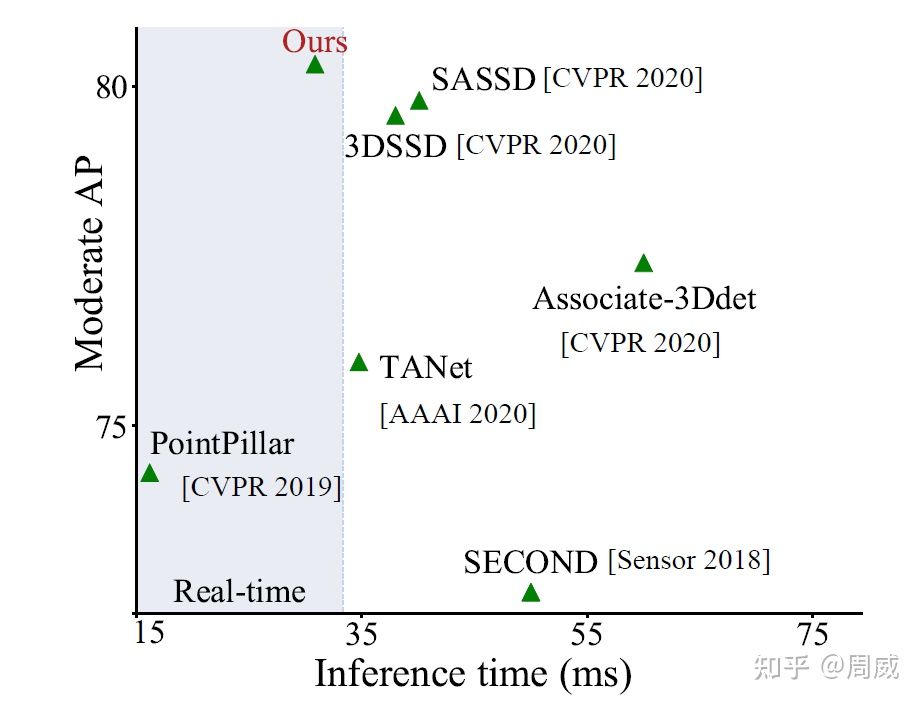 Ours
80
SASSD [CVPR 2020]
3DSSD [CVPR 2020]
Moderate AP
Associate-3Ddet
[CVPR 2020]
TANet
[AAAI 2020]
75
PointPillar
[CVPR 2019]
SECOND [Sensor 2018]
Real-time
15 35 55 75
Inference time (ms)
知乎 @周威